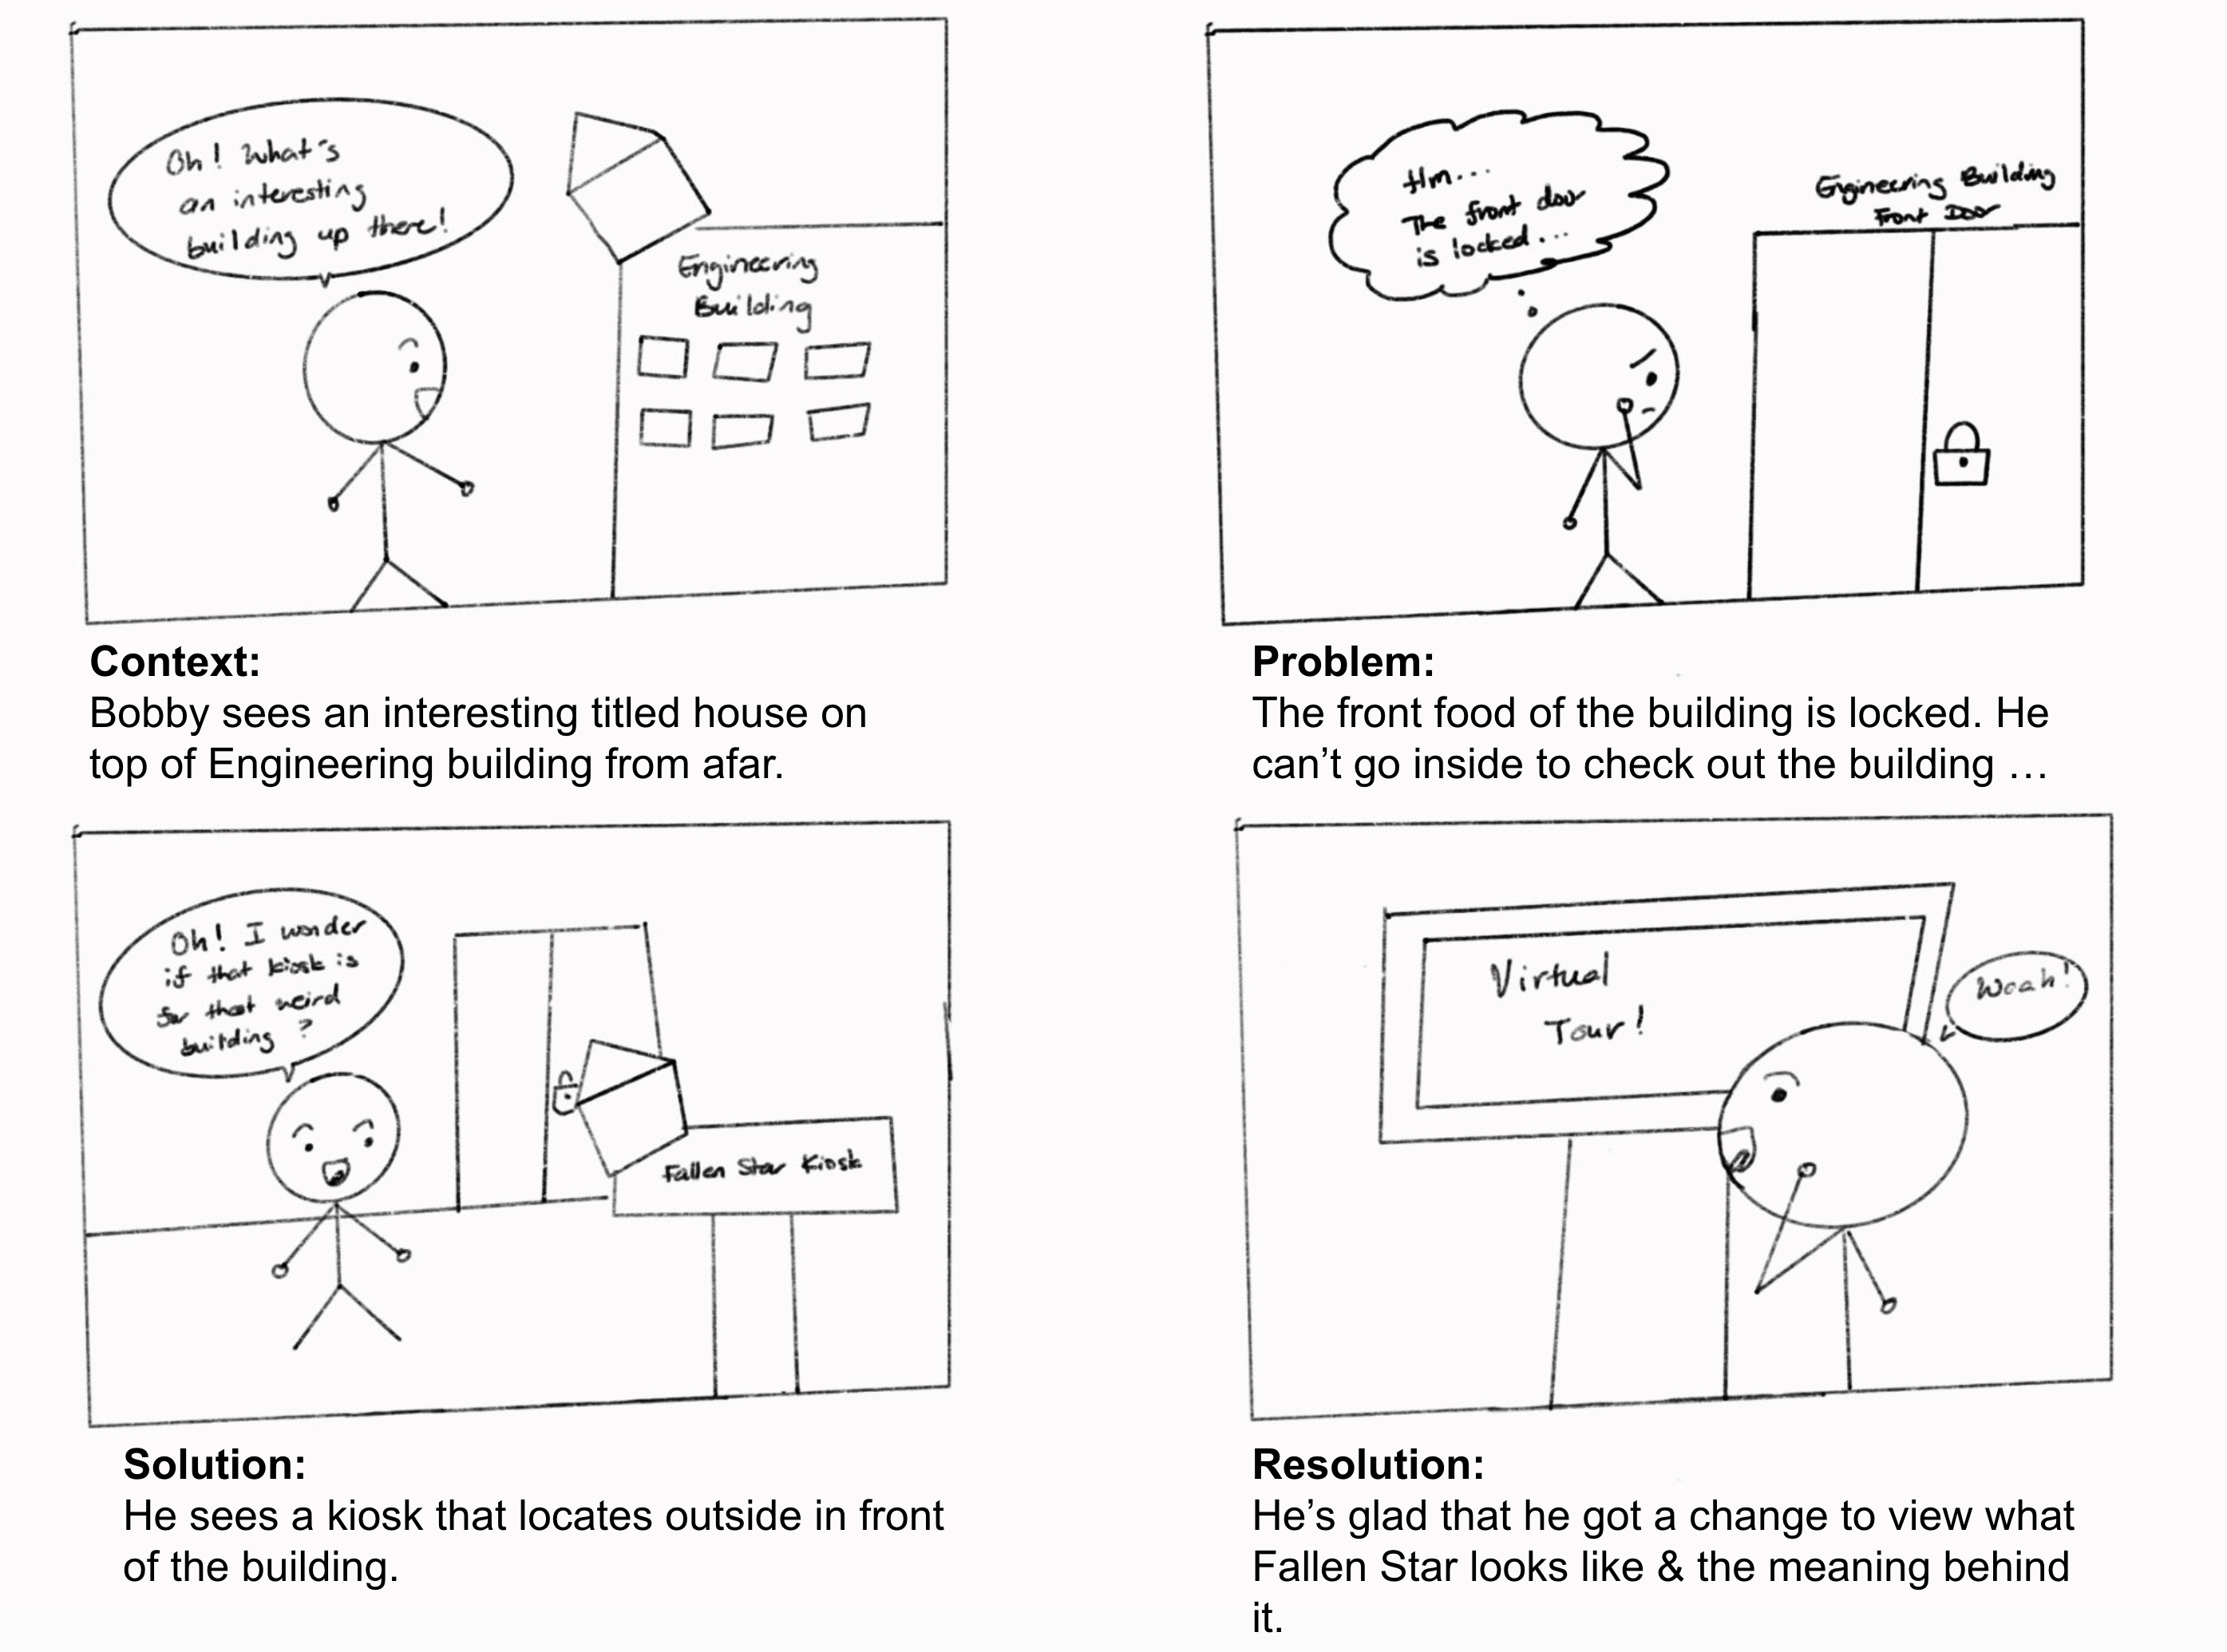 Oh! What's
an interesting
building up there!
Engineering
Building
Context:
Bobby sees an interesting titled house on
top of Engineering building from afar.
Hm...
The front door
is locked...
Engineering Building
Front Door
Problem:
The front food of the building is locked. He
can’t go inside to check out the building …
Oh! I wonder
if that kiosk is
for that weird
building?
Fallen Star Kiosk
Solution:
He sees a kiosk that locates outside in front
of the building.
Virtual
Tour!
Woah!
Resolution:
He’s glad that he got a change to view what
Fallen Star looks like & the meaning behind
it.